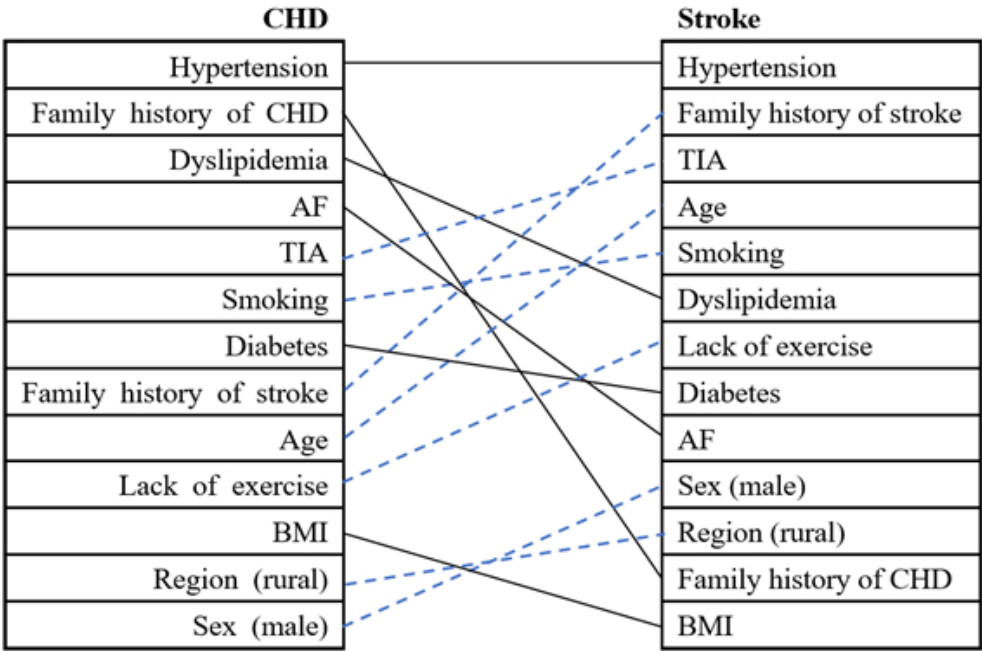 CHD
Stroke
Hypertension
Hypertension
Family history of CHD
Family history of stroke
Dyslipidemia
TIA
AF
Age
TIA
Smoking
Smoking
Dyslipidemia
Diabetes
Lack of exercise
Family history of stroke
Diabetes
Age
AF
Lack of exercise
Sex (male)
BMI
Region (rural)
Region (rural)
Family history of CHD
Sex (male)
BMI